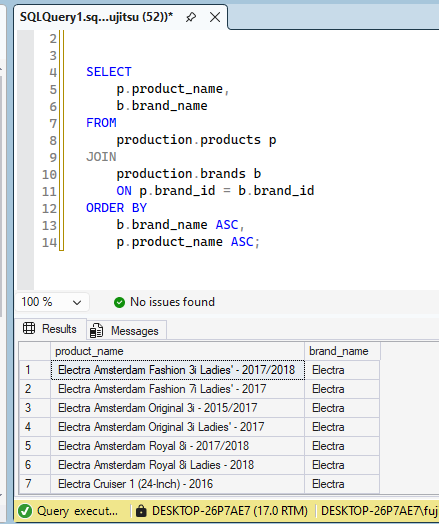 SQLQuery1.sq...ujitsu (52))*
2
3
4 SELECT
5 p.product_name,
6 b.brand_name
7 FROM
8 production.products p
9 JOIN
10 production.brands b
11 ON p.brand_id = b.brand_id
12 ORDER BY
13 b.brand_name ASC,
14 p.product_name ASC;
100 % No issues found
Results Messages
product_name brand_name
1 Electra Amsterdam Fashion 3i Ladies' - 2017/2018 Electra
2 Electra Amsterdam Fashion 7i Ladies' - 2017 Electra
3 Electra Amsterdam Original 3i - 2015/2017 Electra
4 Electra Amsterdam Original 3i Ladies' - 2017 Electra
5 Electra Amsterdam Royal 8i - 2017/2018 Electra
6 Electra Amsterdam Royal 8i Ladies - 2018 Electra
7 Electra Cruiser 1 (24-Inch) - 2016 Electra
Query execut... DESKTOP-26P7AE7 (17.0 RTM) DESKTOP-26P7AE7\fuj